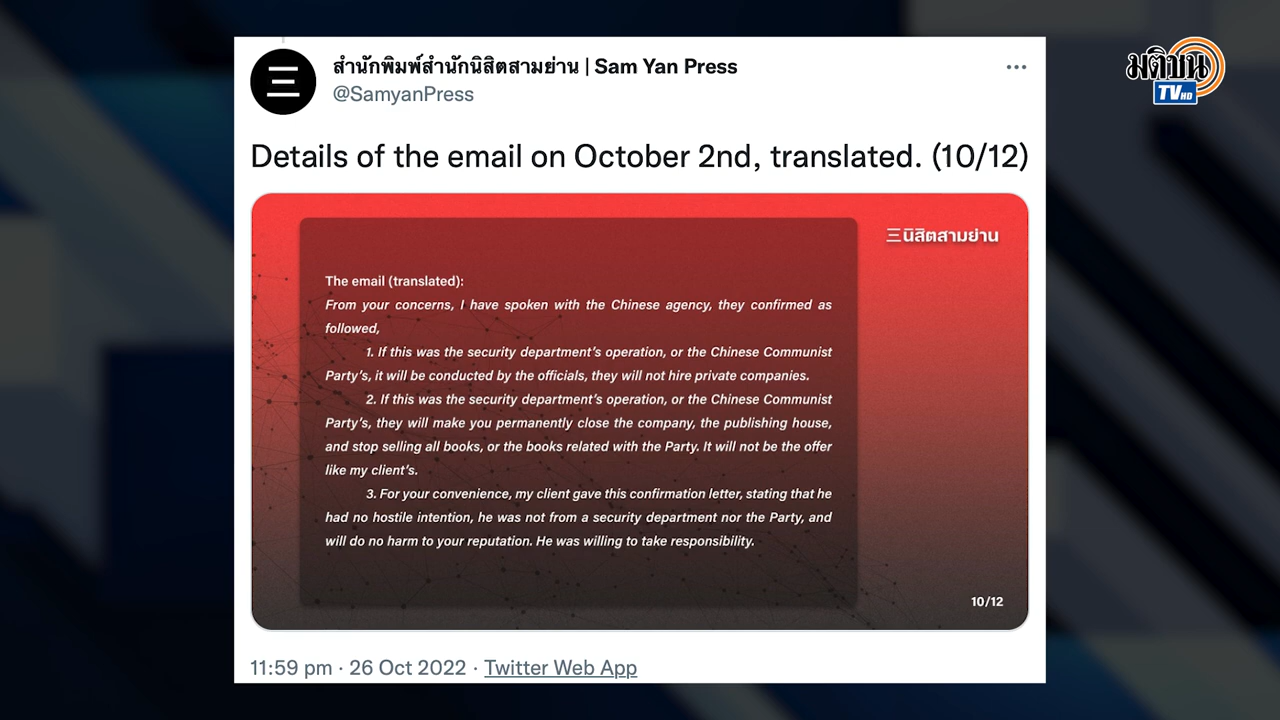 สำนักพิมพ์สำนักนิสิตสามย่าน | Sam Yan Press
@SamyanPress
มติชน
TV HD
Details of the email on October 2nd, translated. (10/12)
三นิสิตสามย่าน
The email (translated):
From your concerns, I have spoken with the Chinese agency, they confirmed as
followed,
1. If this was the security department's operation, or the Chinese Communist
Party's, it will be conducted by the officials, they will not hire private companies.
2. If this was the security department's operation, or the Chinese Communist
Party's, they will make you permanently close the company, the publishing house,
and stop selling all books, or the books related with the Party. It will not be the offer
like my client's.
3. For your convenience, my client gave this confirmation letter, stating that he
had no hostile intention, he was not from a security department nor the Party, and
will do no harm to your reputation. He was willing to take responsibility.
10/12
11:59 pm · 26 Oct 2022 · Twitter Web App